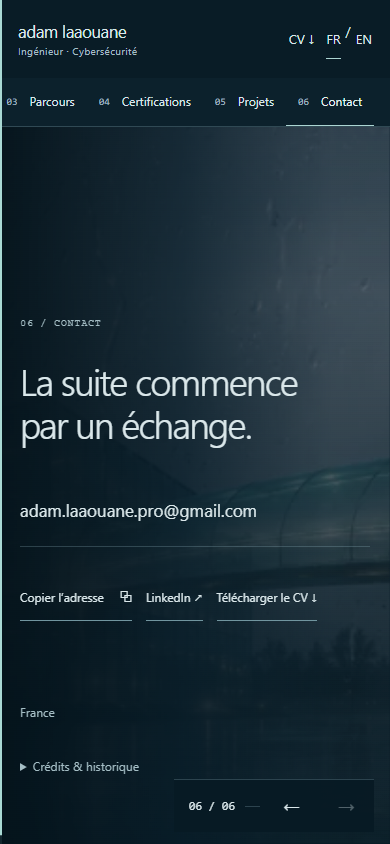 adam laaouane
Ingénieur · Cybersécurité
CV ↓ FR / EN
03 Parcours 04 Certifications 05 Projets 06 Contact
06 / CONTACT
La suite commence
par un échange.
adam.laaouane.pro@gmail.com
Copier l'adresse LinkedIn ↗ Télécharger le CV ↓
France
▶ Crédits & historique
06 / 06 — ← →